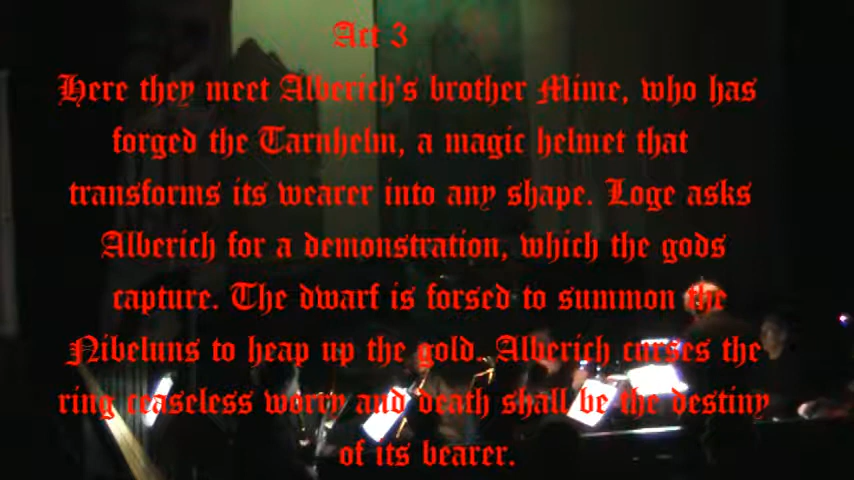 Act 3
Here they meet Alberich's brother Mime, who has
forged the Tarnhelm, a magic helmet that
transforms its wearer into any shape. Loge asks
Alberich for a demonstration, which the gods
capture. The dwarf is forsed to summon the
Nibeluns to heap up the gold. Alberich curses the
ring ceaseless worry and death shall be the destiny
of its bearer.